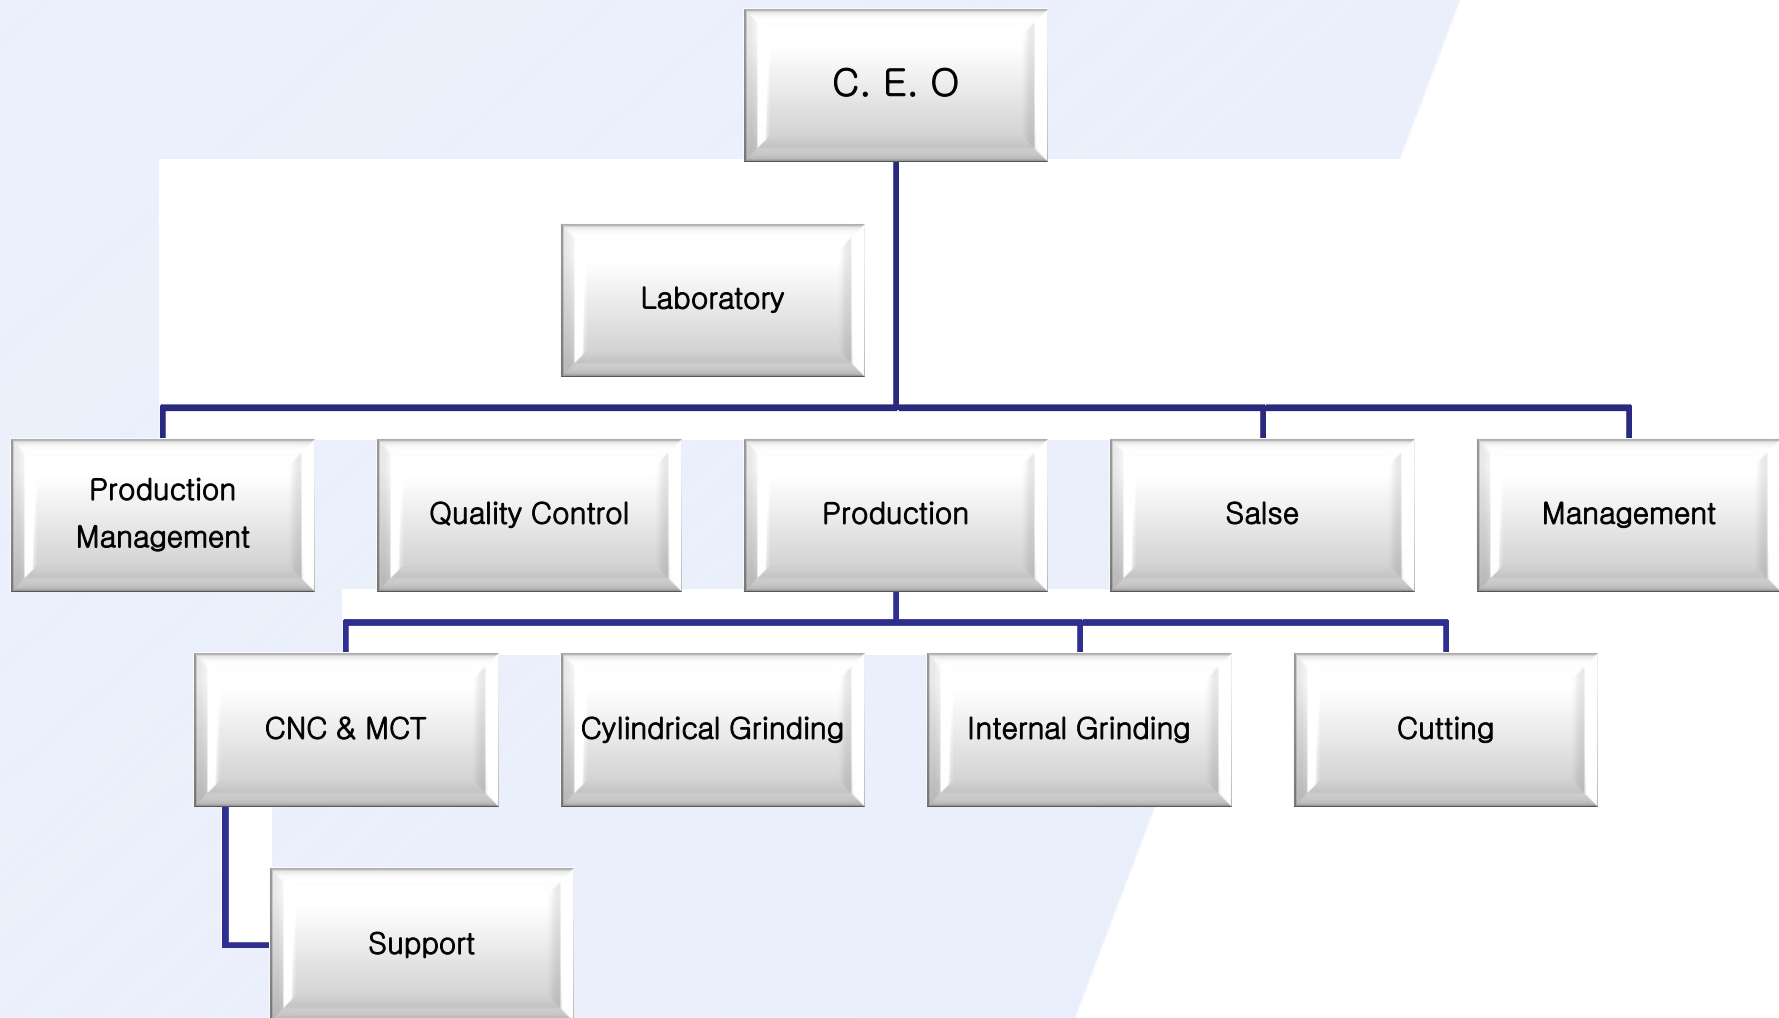 C. E. O
Laboratory
Production
Management
Quality Control
Production
Salse
Management
CNC & MCT
Cylindrical Grinding
Internal Grinding
Cutting
Support